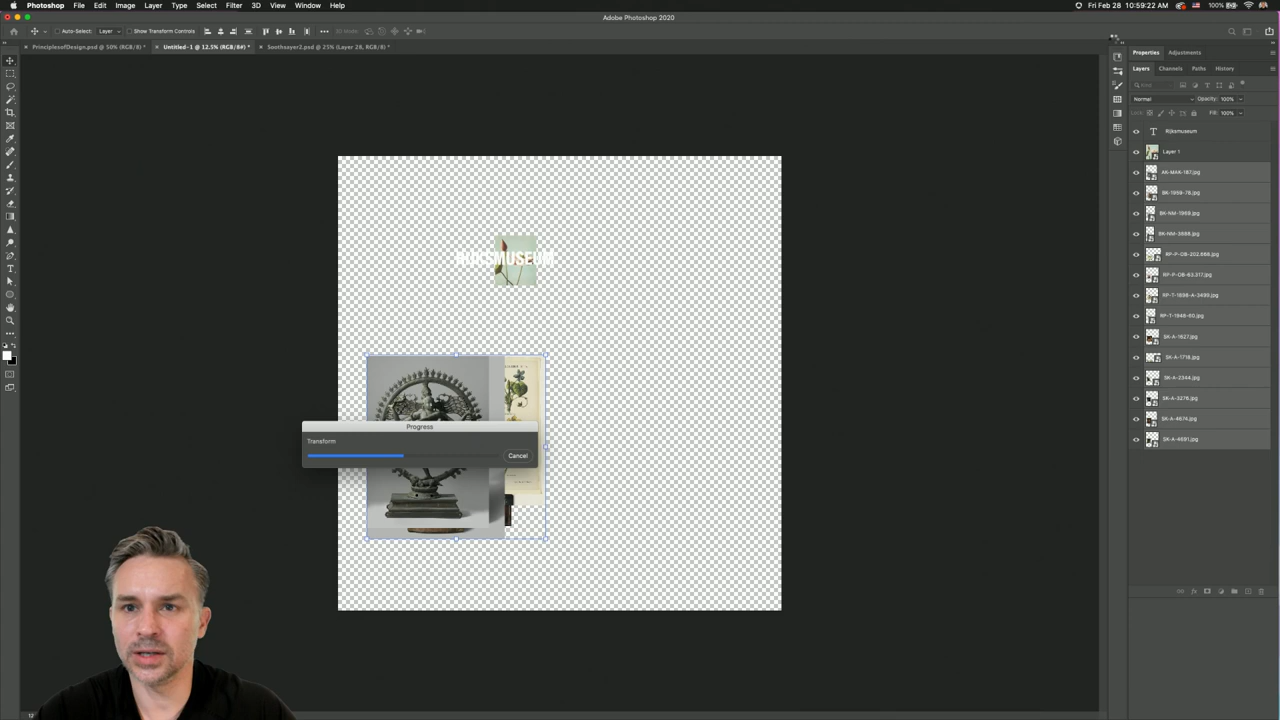 Photoshop File Edit Image Layer Type Select Filter 3D View Window Help 100% Fri Feb 28 9:59:22 AM
Adobe Photoshop 2020
Auto-Select: Layer Show Transform Controls
PrinciplesofDesign.psd @ 50% (RGB/8) * Untitled-1 @ 12.5% (RGB/8#) * Soothsayer2.psd @ 25% (Layer 28, RGB/8) *
Properties Adjustments
Layers Channels Paths History
Kind
Normal Opacity: 100%
Lock: Fill: 100%
Rijksmuseum
Layer 1
AK-MAK-187.jpg
BK-1959-78.jpg
BK-NM-1969.jpg
BK-NM-3888.jpg
RP-P-OB-202.668.jpg
RP-P-OB-63.317.jpg
RP-T-1898-A-3499.jpg
RP-T-1948-60.jpg
SK-A-1627.jpg
SK-A-1718.jpg
SK-A-2344.jpg
SK-A-3276.jpg
SK-A-4674.jpg
SK-A-4691.jpg
RIJKSMUSEUM
Progress
Transform
Cancel